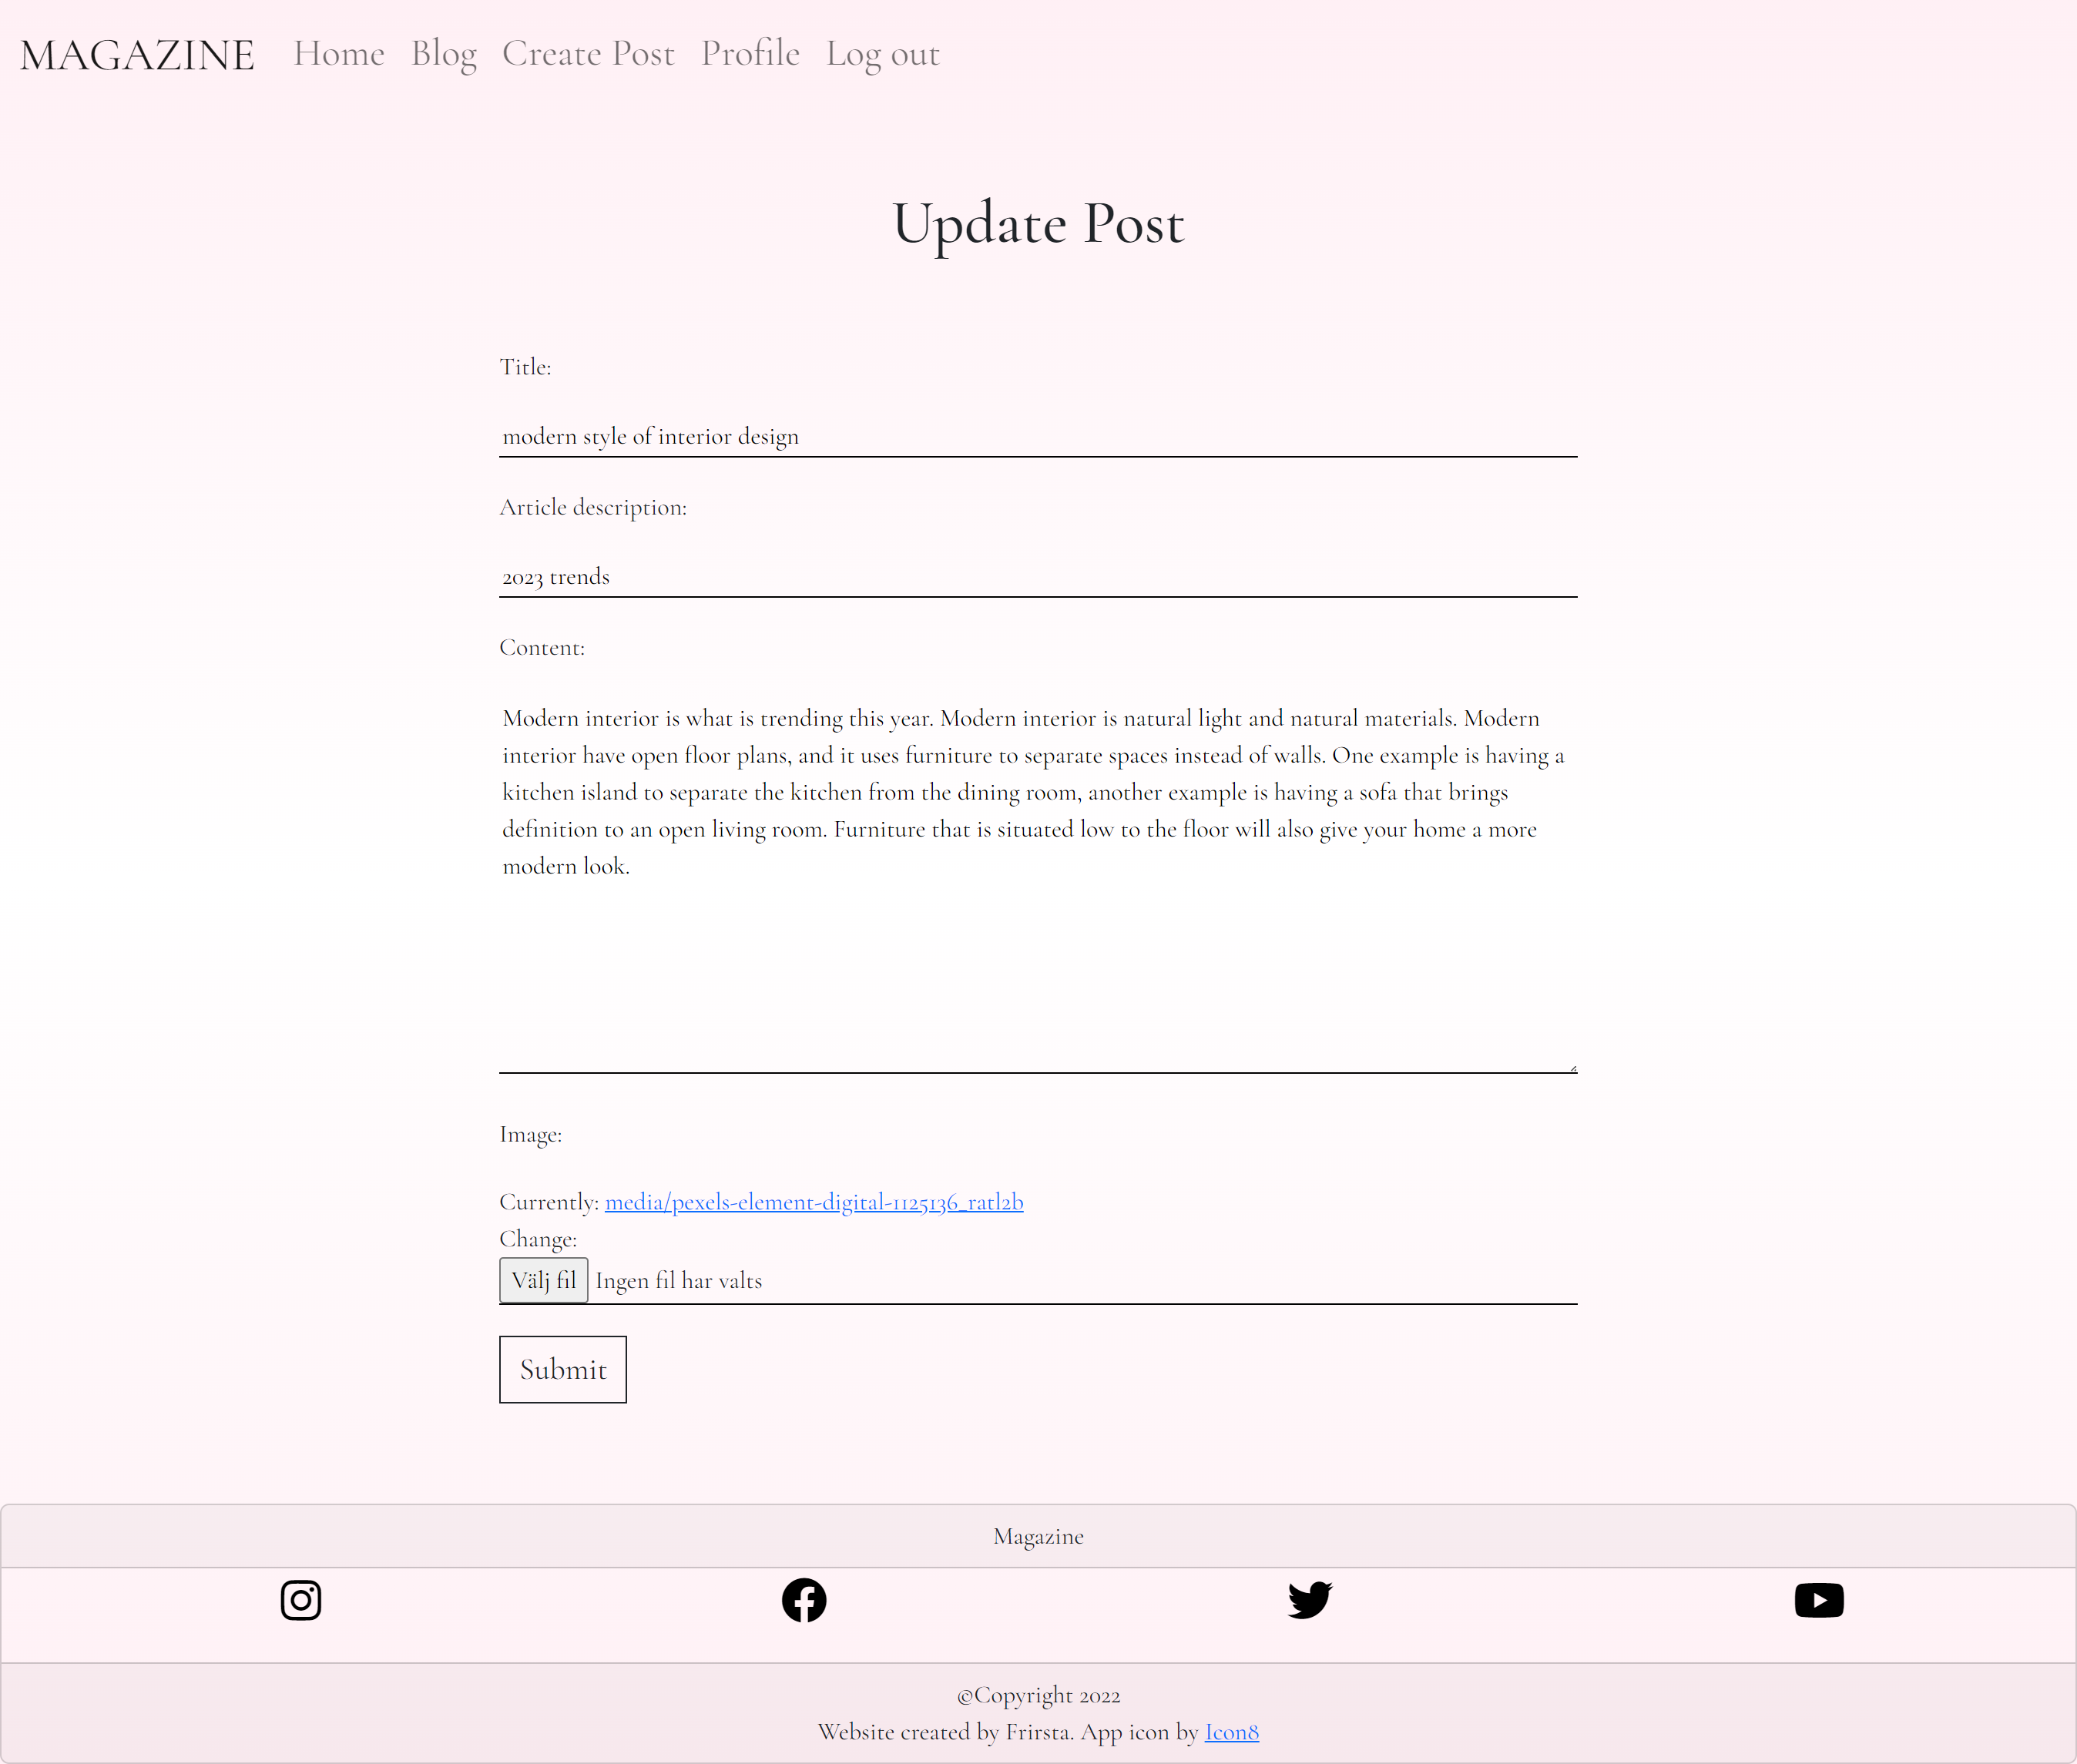 MAGAZINE Home Blog Create Post Profile Log out
Update Post
Title:
modern style of interior design
Article description:
2023 trends
Content:
Modern interior is what is trending this year. Modern interior is natural light and natural materials. Modern
interior have open floor plans, and it uses furniture to separate spaces instead of walls. One example is having a
kitchen island to separate the kitchen from the dining room, another example is having a sofa that brings
definition to an open living room. Furniture that is situated low to the floor will also give your home a more
modern look.
Image:
Currently: media/pexels-element-digital-1125136_ratl2b
Change:
Välj fil Ingen fil har valts
Submit
Magazine
©Copyright 2022
Website created by Frirsta. App icon by Icon8